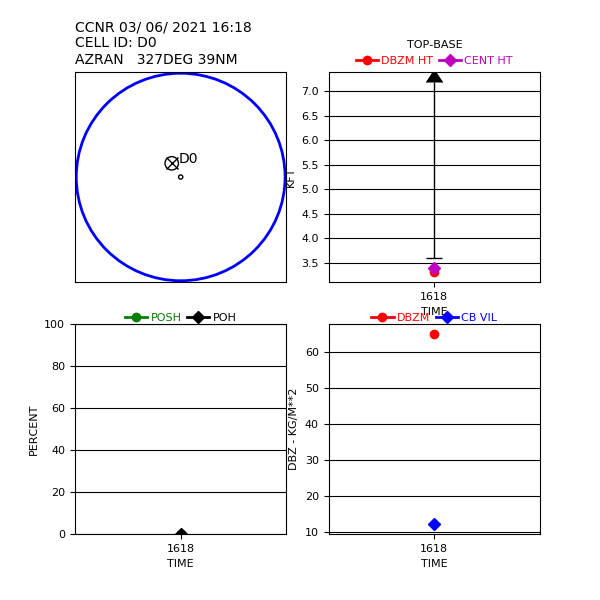 CCNR 03/ 06/ 2021 16:18
CELL ID: D0
AZRAN   327DEG 39NM
D0
TOP-BASE
DBZM HT CENT HT
7.0
6.5
6.0
5.5
5.0
4.5
4.0
3.5
KFT
1618
TIME
POSH POH
100
80
60
40
20
0
PERCENT
1618
TIME
DBZM CB VIL
60
50
40
30
20
10
DBZ - KG/M**2
1618
TIME